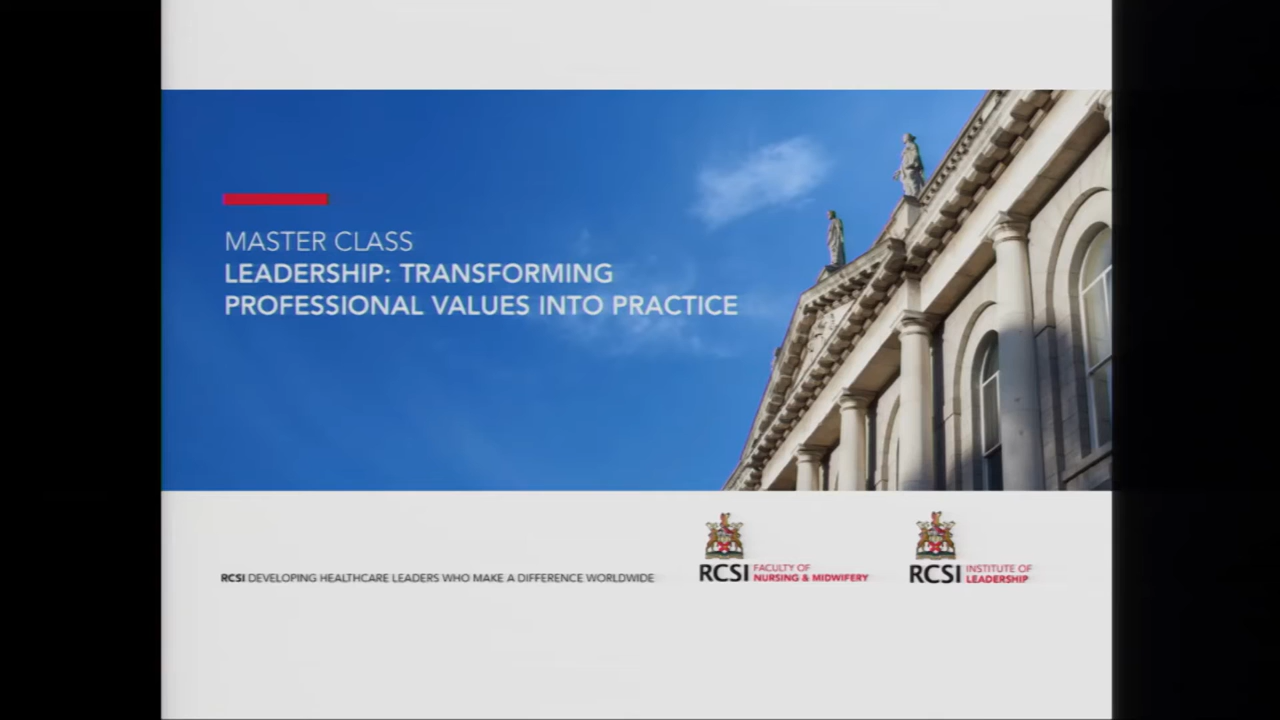 MASTER CLASS
LEADERSHIP: TRANSFORMING
PROFESSIONAL VALUES INTO PRACTICE
RCSI DEVELOPING HEALTHCARE LEADERS WHO MAKE A DIFFERENCE WORLDWIDE
RCSI FACULTY OF
NURSING & MIDWIFERY
RCSI INSTITUTE OF
LEADERSHIP